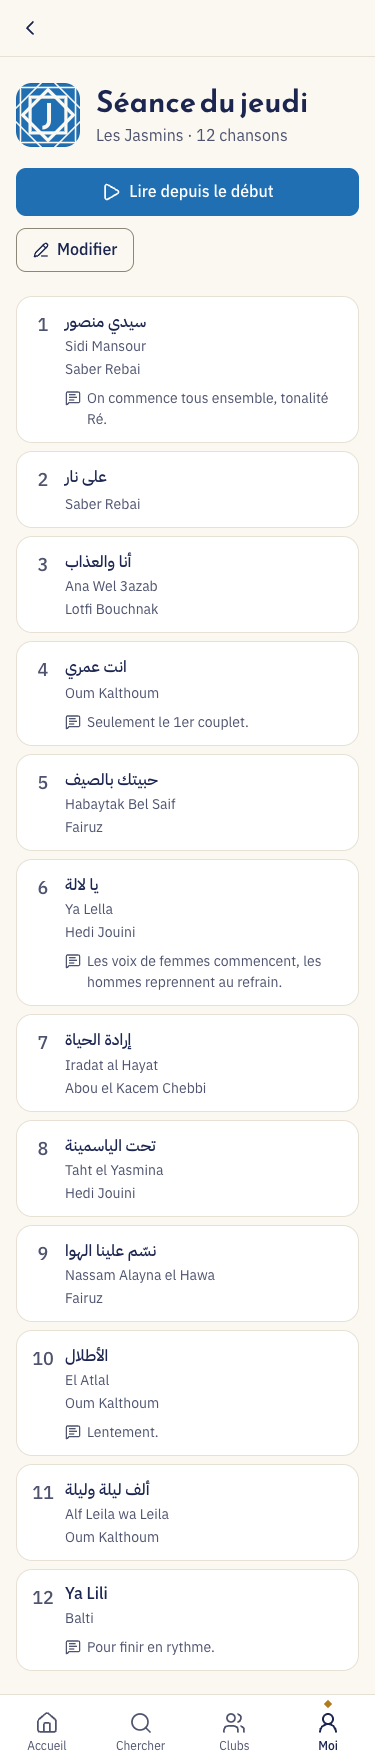 J
Séance du jeudi
Les Jasmins · 12 chansons
Lire depuis le début
Modifier
1
سيدي منصور
Sidi Mansour
Saber Rebai
On commence tous ensemble, tonalité
Ré.
2
على نار
Saber Rebai
3
أنا والعذاب
Ana Wel 3azab
Lotfi Bouchnak
4
انت عمري
Oum Kalthoum
Seulement le 1er couplet.
5
حبيتك بالصيف
Habaytak Bel Saif
Fairuz
6
يا لالة
Ya Lella
Hedi Jouini
Les voix de femmes commencent, les
hommes reprennent au refrain.
7
إرادة الحياة
Iradat al Hayat
Abou el Kacem Chebbi
8
تحت الياسمينة
Taht el Yasmina
Hedi Jouini
9
نسّم علينا الهوا
Nassam Alayna el Hawa
Fairuz
10
الأطلال
El Atlal
Oum Kalthoum
Lentement.
11
ألف ليلة وليلة
Alf Leila wa Leila
Oum Kalthoum
12
Ya Lili
Balti
Pour finir en rythme.
Accueil
Chercher
Clubs
Moi